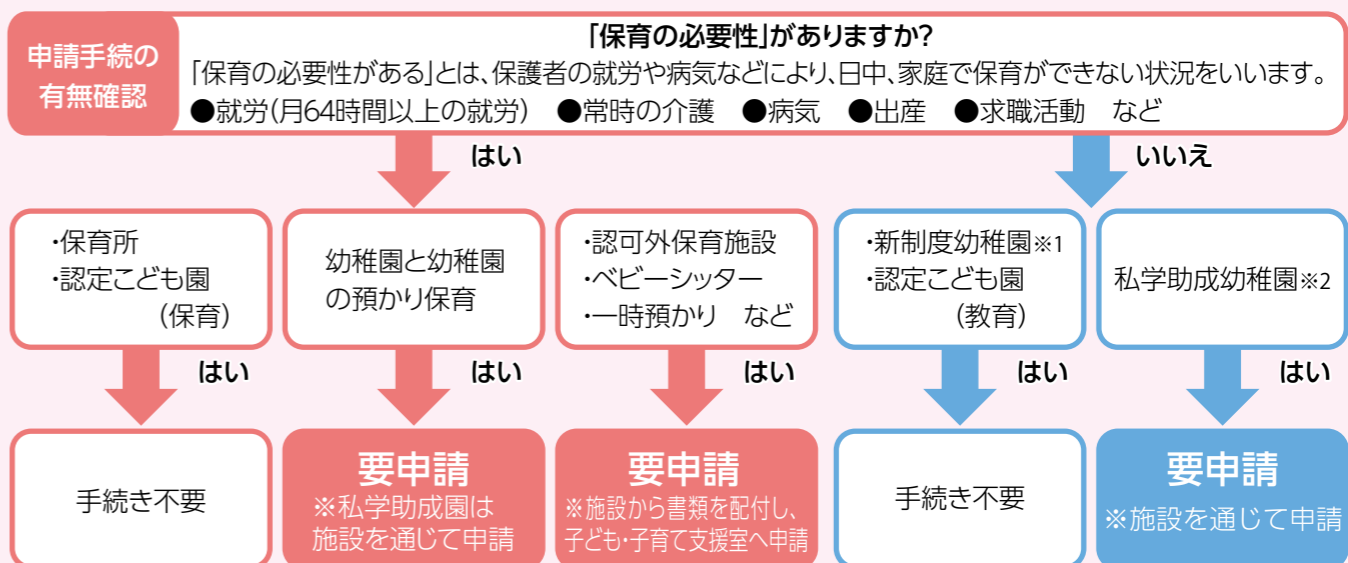 申請手続の
有無確認
「保育の必要性」がありますか?
「保育の必要性がある」とは、保護者の就労や病気などにより、日中、家庭で保育ができない状況をいいます。
●就労(月64時間以上の就労) ●常時の介護 ●病気 ●出産 ●求職活動 など
はい
いいえ
・保育所
・認定こども園
(保育)
幼稚園と幼稚園
の預かり保育
・認可外保育施設
・ベビーシッター
・一時預かり など
・新制度幼稚園※1
・認定こども園
(教育)
私学助成幼稚園※2
はい
はい
はい
はい
はい
手続き不要
要申請
※私学助成園は
施設を通じて申請
要申請
※施設から書類を配付し、
子ども・子育て支援室へ申請
手続き不要
要申請
※施設を通じて申請